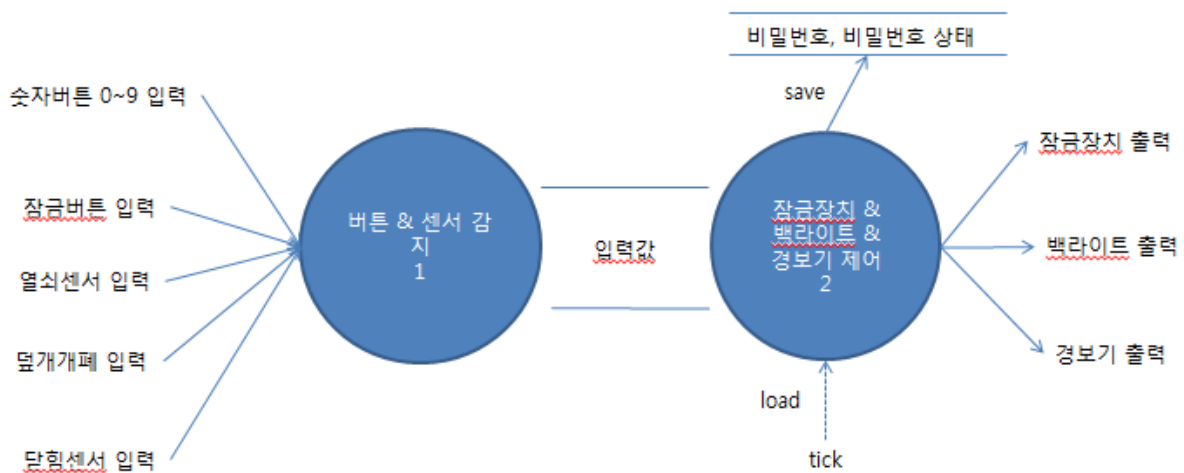 비밀번호, 비밀번호 상태
save
숫자버튼 0~9 입력
잠금버튼 입력
열쇠센서 입력
덮개개폐 입력
닫힘센서 입력
버튼 & 센서 감
지
1
입력값
잠금장치 &
백라이트 &
경보기 제어
2
잠금장치 출력
백라이트 출력
경보기 출력
load
tick